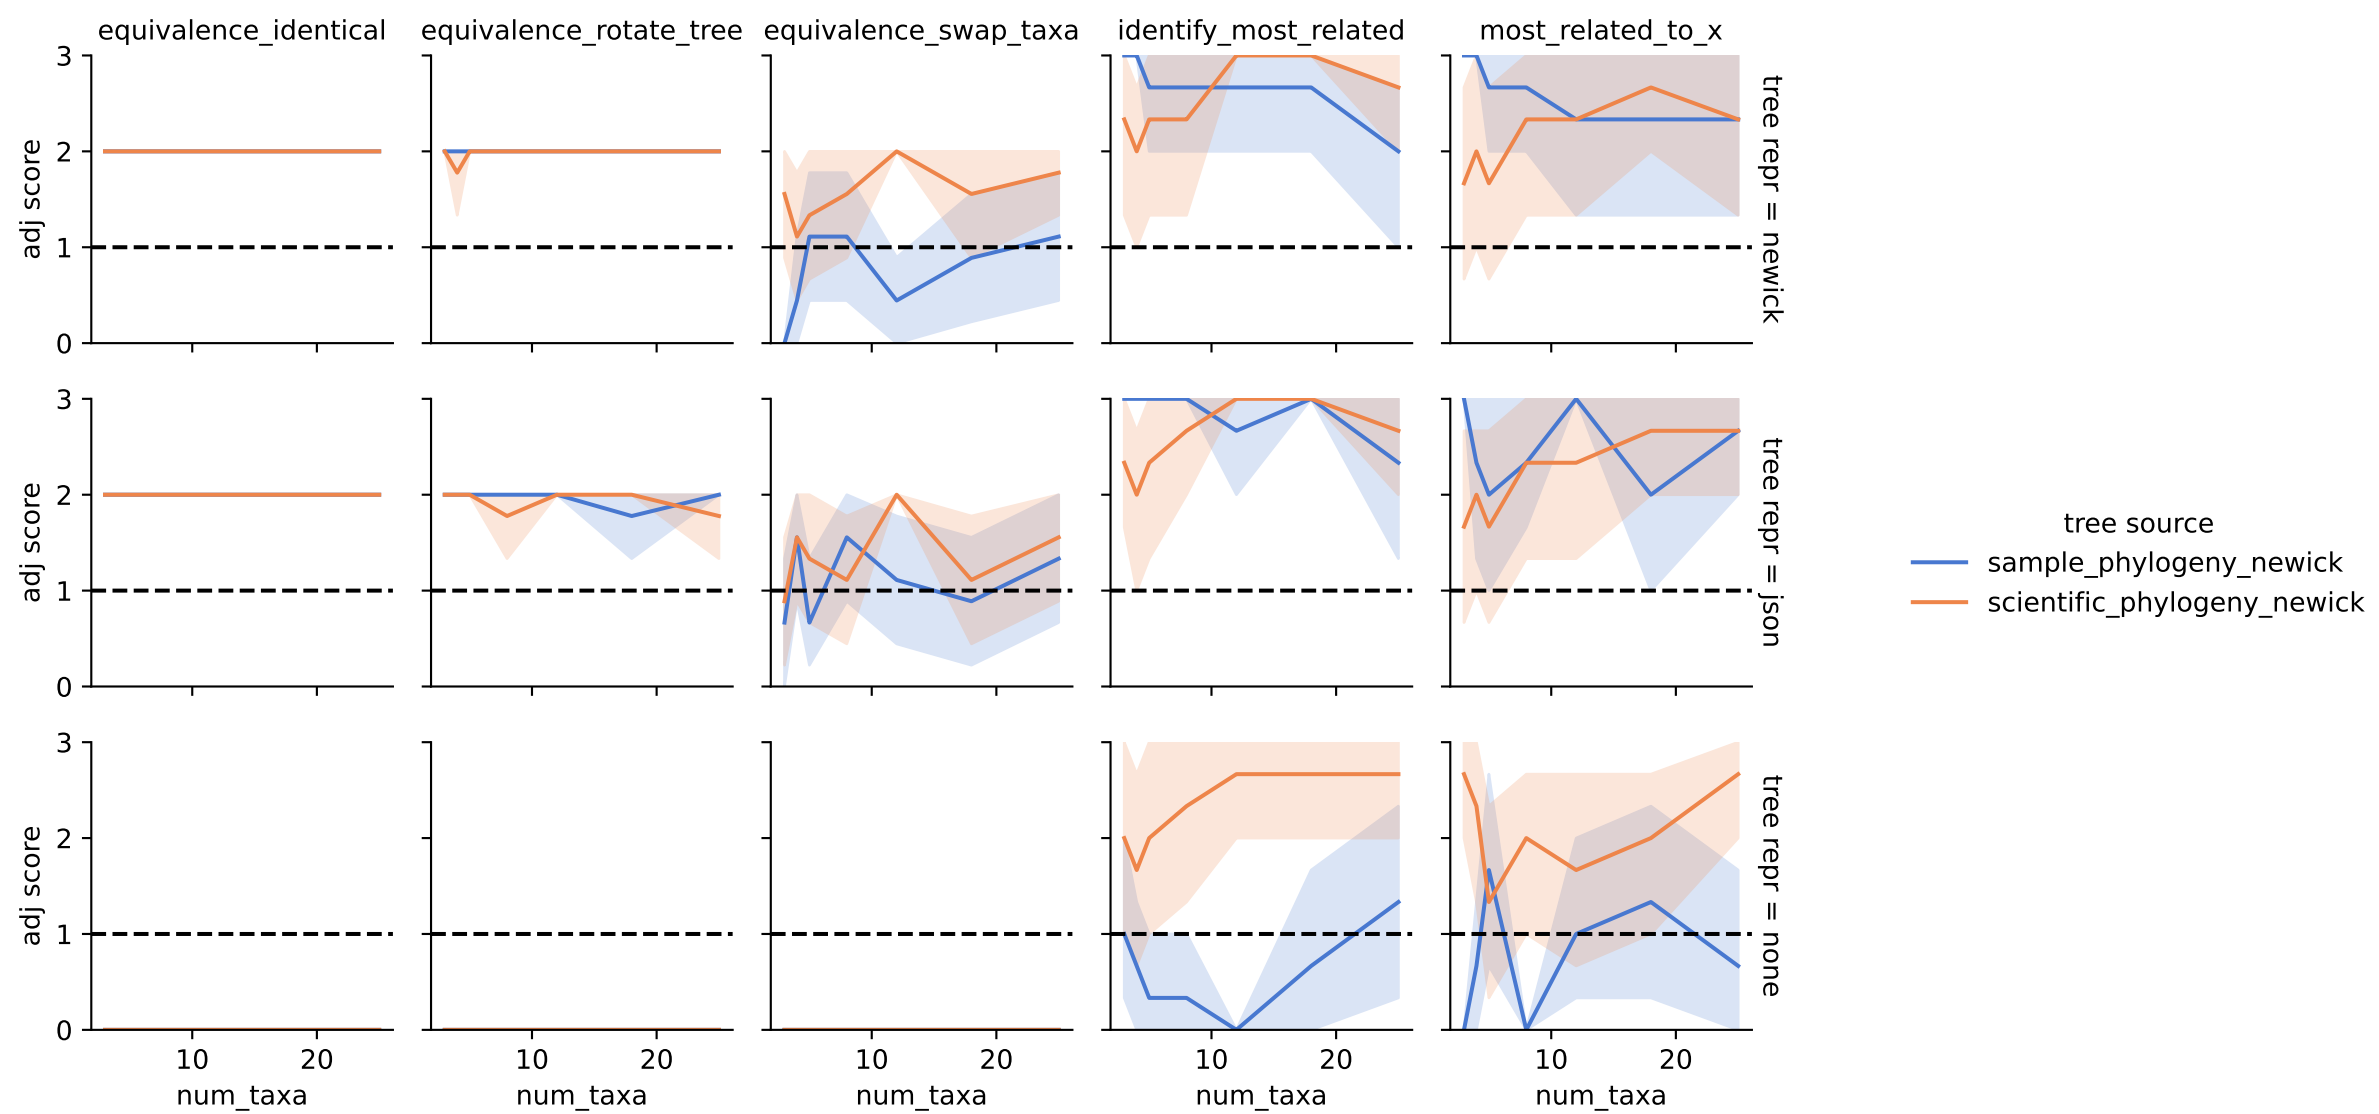 equivalence_identical
equivalence_rotate_tree
equivalence_swap_taxa
identify_most_related
most_related_to_x
3
2
1
0
adj score
tree repr = newick
3
2
1
0
adj score
tree repr = json
tree source
sample_phylogeny_newick
scientific_phylogeny_newick
3
2
1
0
adj score
tree repr = none
10 20
10 20
10 20
10 20
10 20
num_taxa
num_taxa
num_taxa
num_taxa
num_taxa